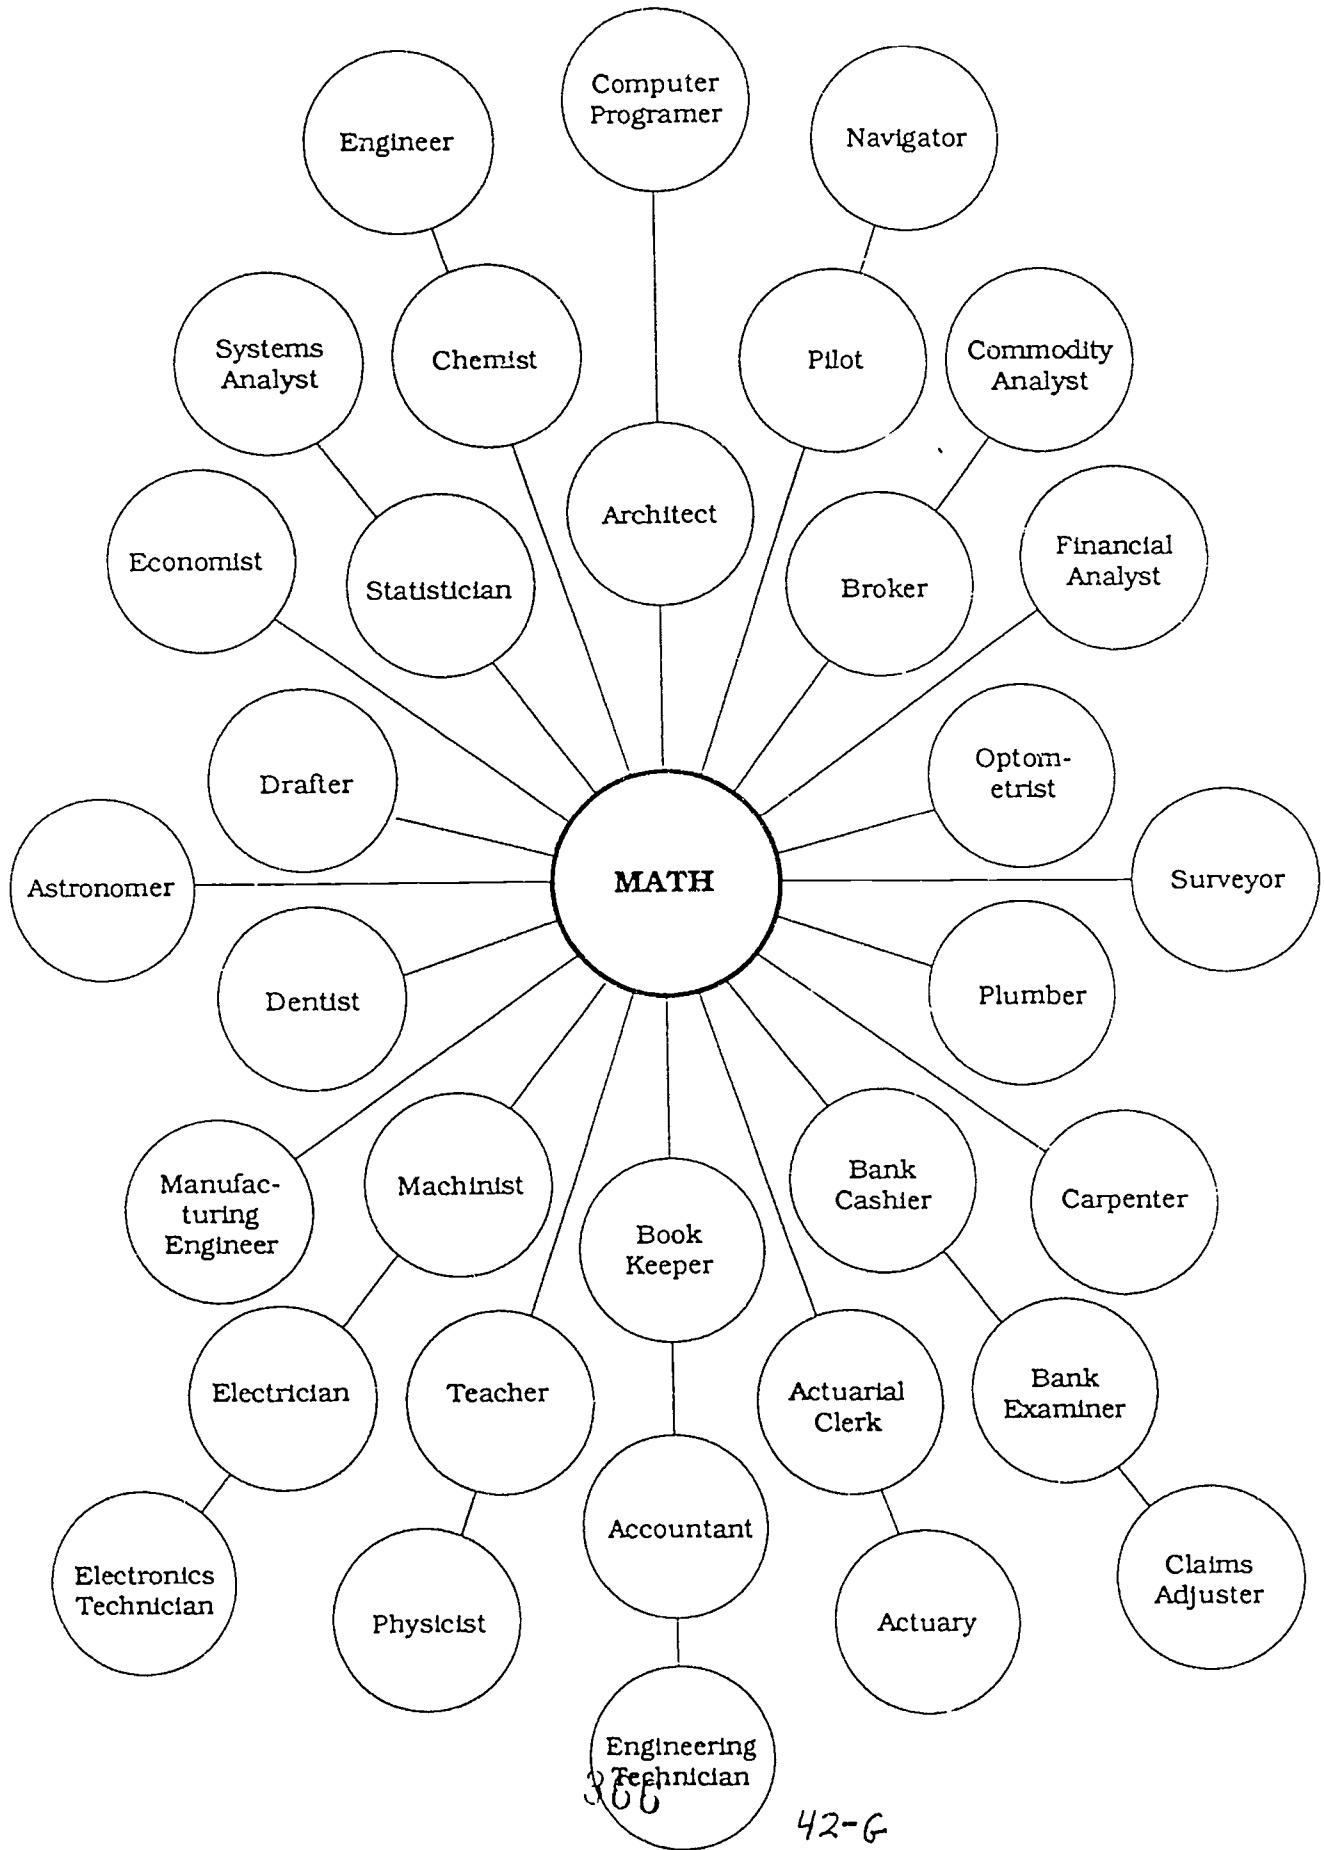 Computer
Programer
Engineer
Navigator
Systems
Analyst
Chemist
Pilot
Commodity
Analyst
Architect
Economist
Statistician
Broker
Financial
Analyst
Drafter
Optom-
etrist
Astronomer
MATH
Surveyor
Dentist
Plumber
Manufac-
turing
Engineer
Machinist
Book
Keeper
Bank
Cashier
Carpenter
Electrician
Teacher
Actuarial
Clerk
Bank
Examiner
Electronics
Technician
Physicist
Accountant
Actuary
Claims
Adjuster
Engineering
Technician
366
42-G